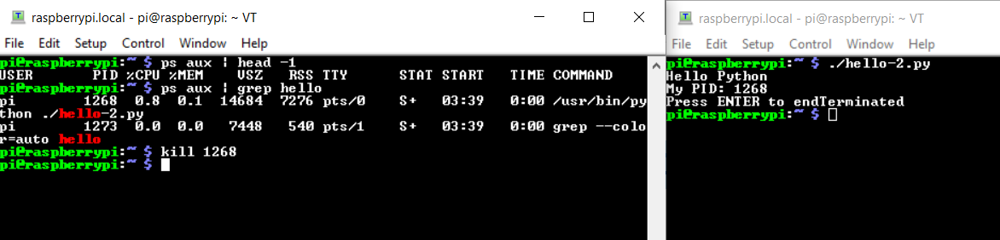 raspberrypi.local - pi@raspberrypi: ~ VT
File Edit Setup Control Window Help
pi@raspberrypi:~ $ ps aux | head -1
USER       PID %CPU %MEM    VSZ   RSS TTY      STAT START   TIME COMMAND
pi@raspberrypi:~ $ ps aux | grep hello
pi        1268  0.8  0.1  14684  7276 pts/0    S+   03:39   0:00 /usr/bin/py
thon ./hello-2.py
pi        1273  0.0  0.0   7448   540 pts/1    S+   03:39   0:00 grep --colo
r=auto hello
pi@raspberrypi:~ $ kill 1268
pi@raspberrypi:~ $
raspberrypi.local - pi@raspberrypi: ~ VT
File Edit Setup Control Window Help
pi@raspberrypi:~ $ ./hello-2.py
Hello Python
My PID: 1268
Press ENTER to endTerminated
pi@raspberrypi:~ $